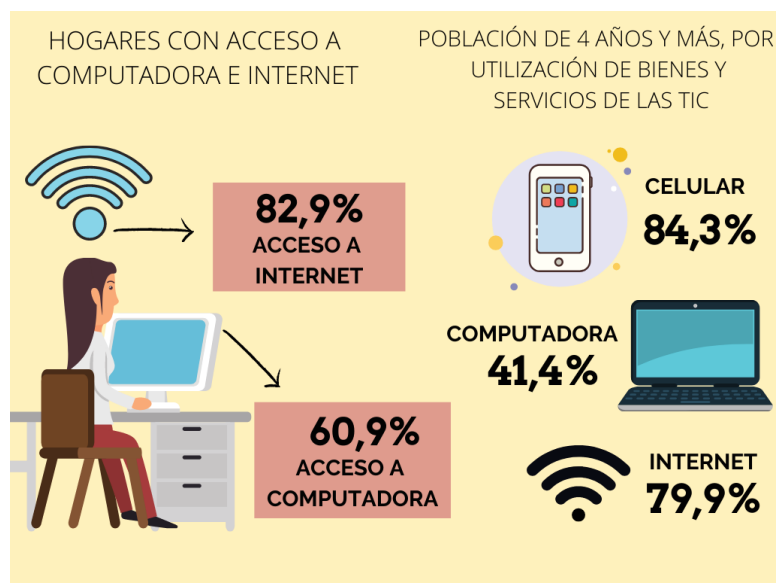 HOGARES CON ACCESO A
COMPUTADORA E INTERNET
82,9%
ACCESO A
INTERNET
60,9%
ACCESO A
COMPUTADORA
POBLACIÓN DE 4 AÑOS Y MÁS, POR
UTILIZACIÓN DE BIENES Y
SERVICIOS DE LAS TIC
CELULAR
84,3%
COMPUTADORA
41,4%
INTERNET
79,9%